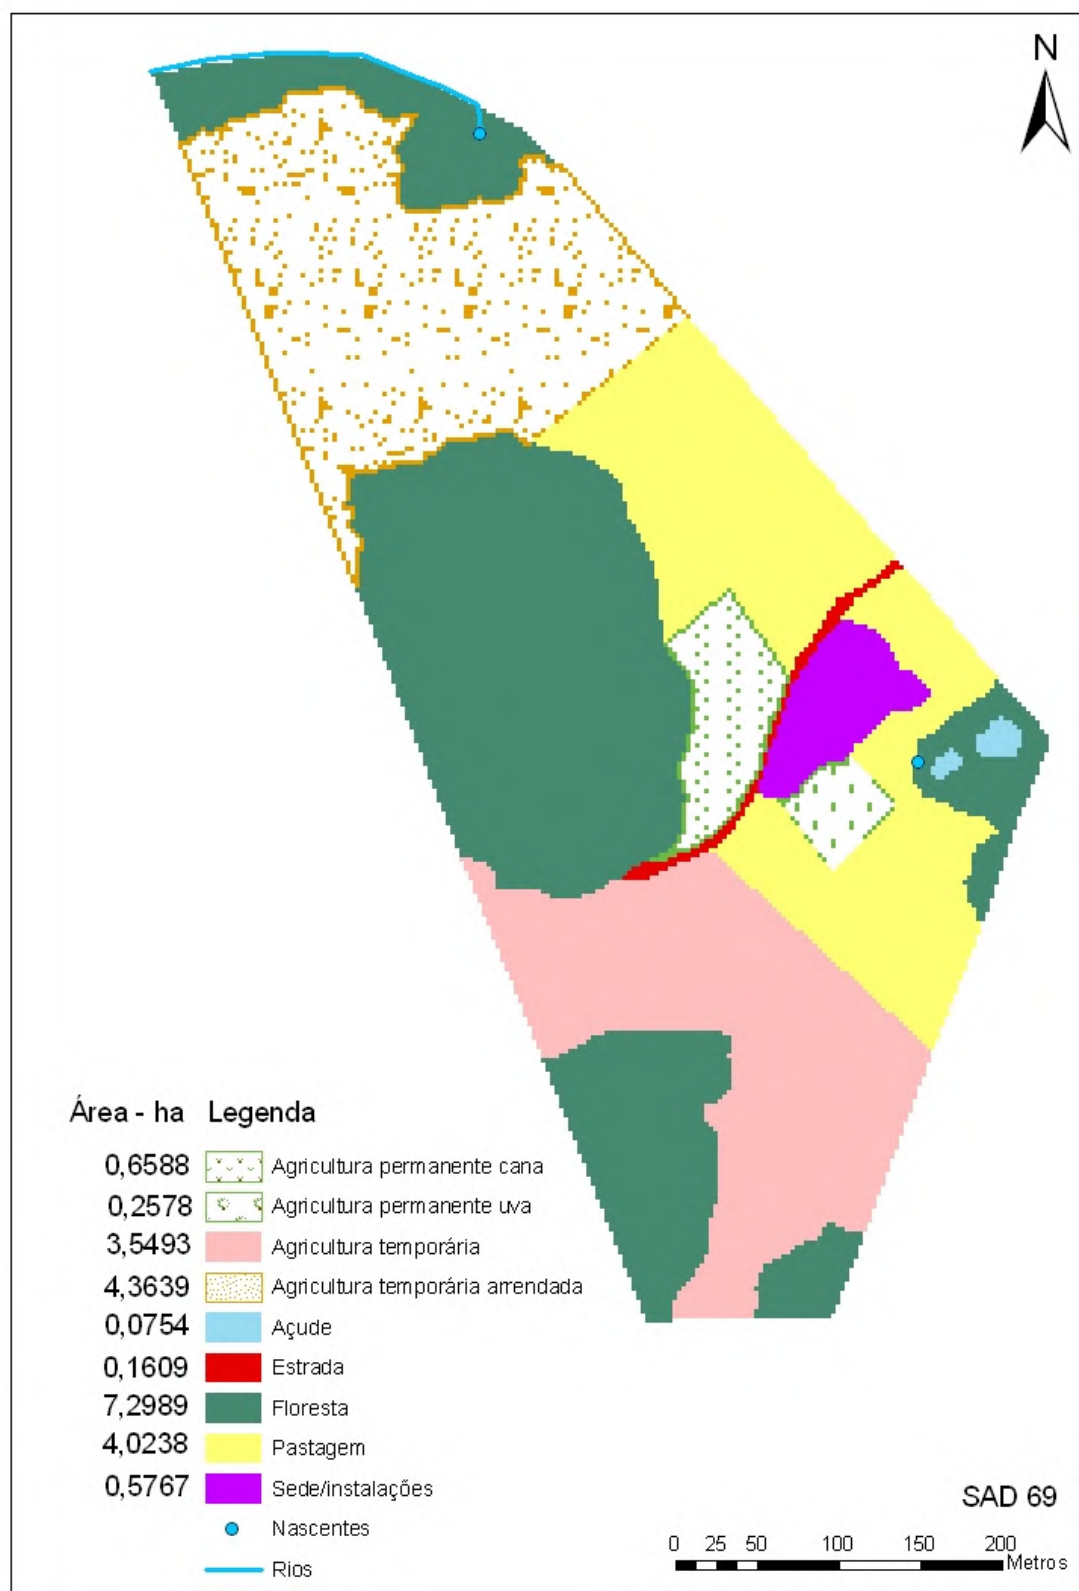 N
Área - ha Legenda
0,6588 Agricultura permanente cana
0,2578 Agricultura permanente uva
3,5493 Agricultura temporária
4,3639 Agricultura temporária arrendada
0,0754 Açude
0,1609 Estrada
7,2989 Floresta
4,0238 Pastagem
0,5767 Sede/instalações
Nascentes
Rios
SAD 69
0 25 50 100 150 200
Metros